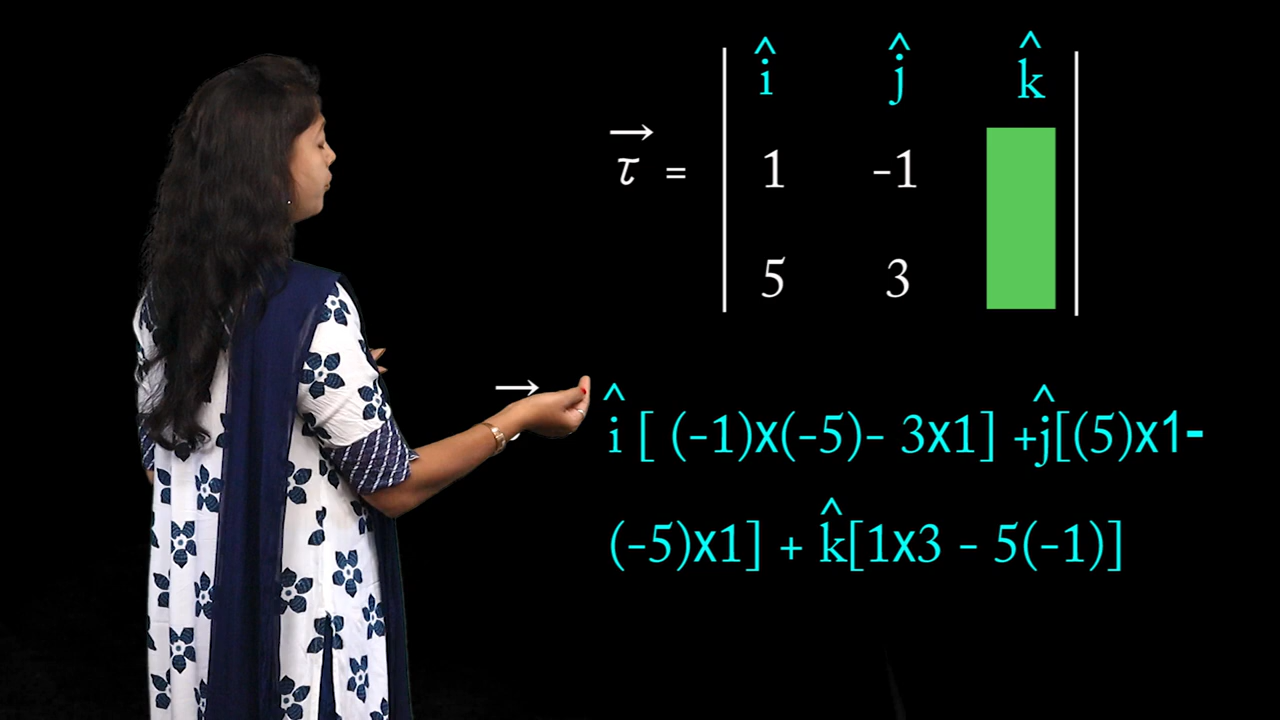 î ĵ k̂
τ⃗ = | 1 -1 |
5 3
î [ (-1)x(-5)- 3x1] +ĵ[(5)x1-
(-5)x1] + k̂[1x3 - 5(-1)]